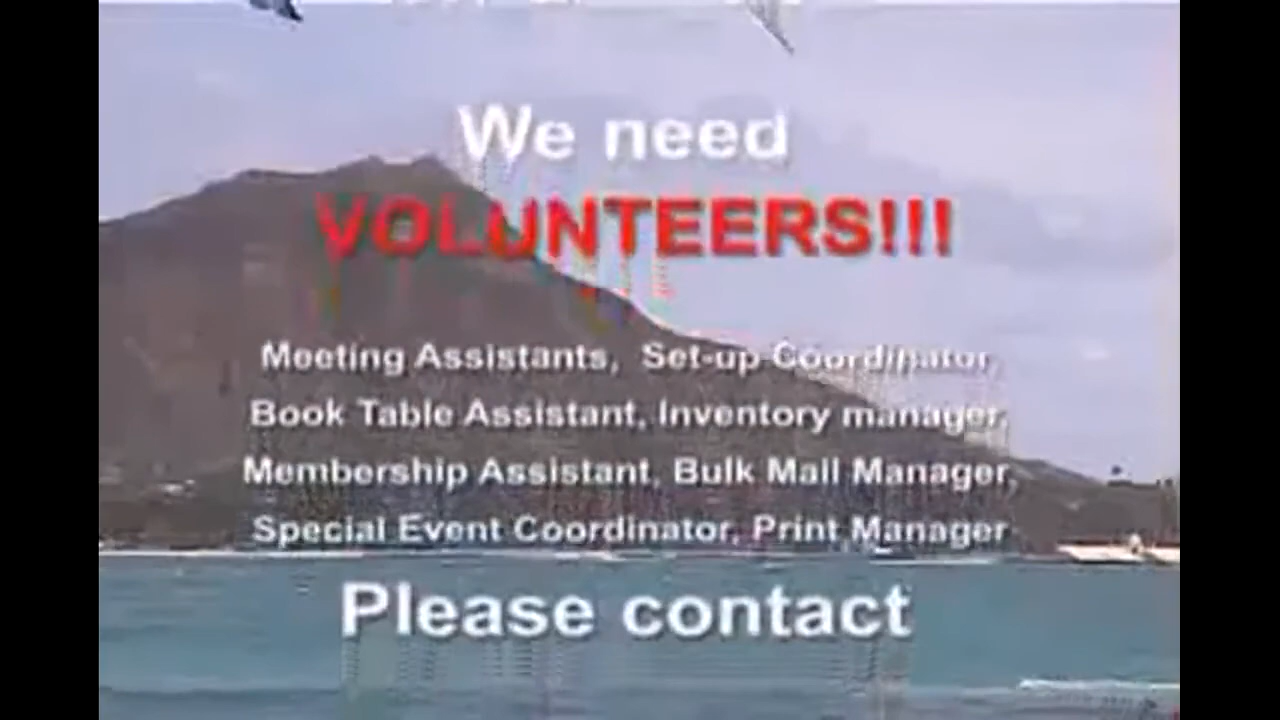 We need
VOLUNTEERS!!!
Meeting Assistants, Set-up Coordinator,
Book Table Assistant, Inventory manager,
Membership Assistant, Bulk Mail Manager,
Special Event Coordinator, Print Manager
Please contact